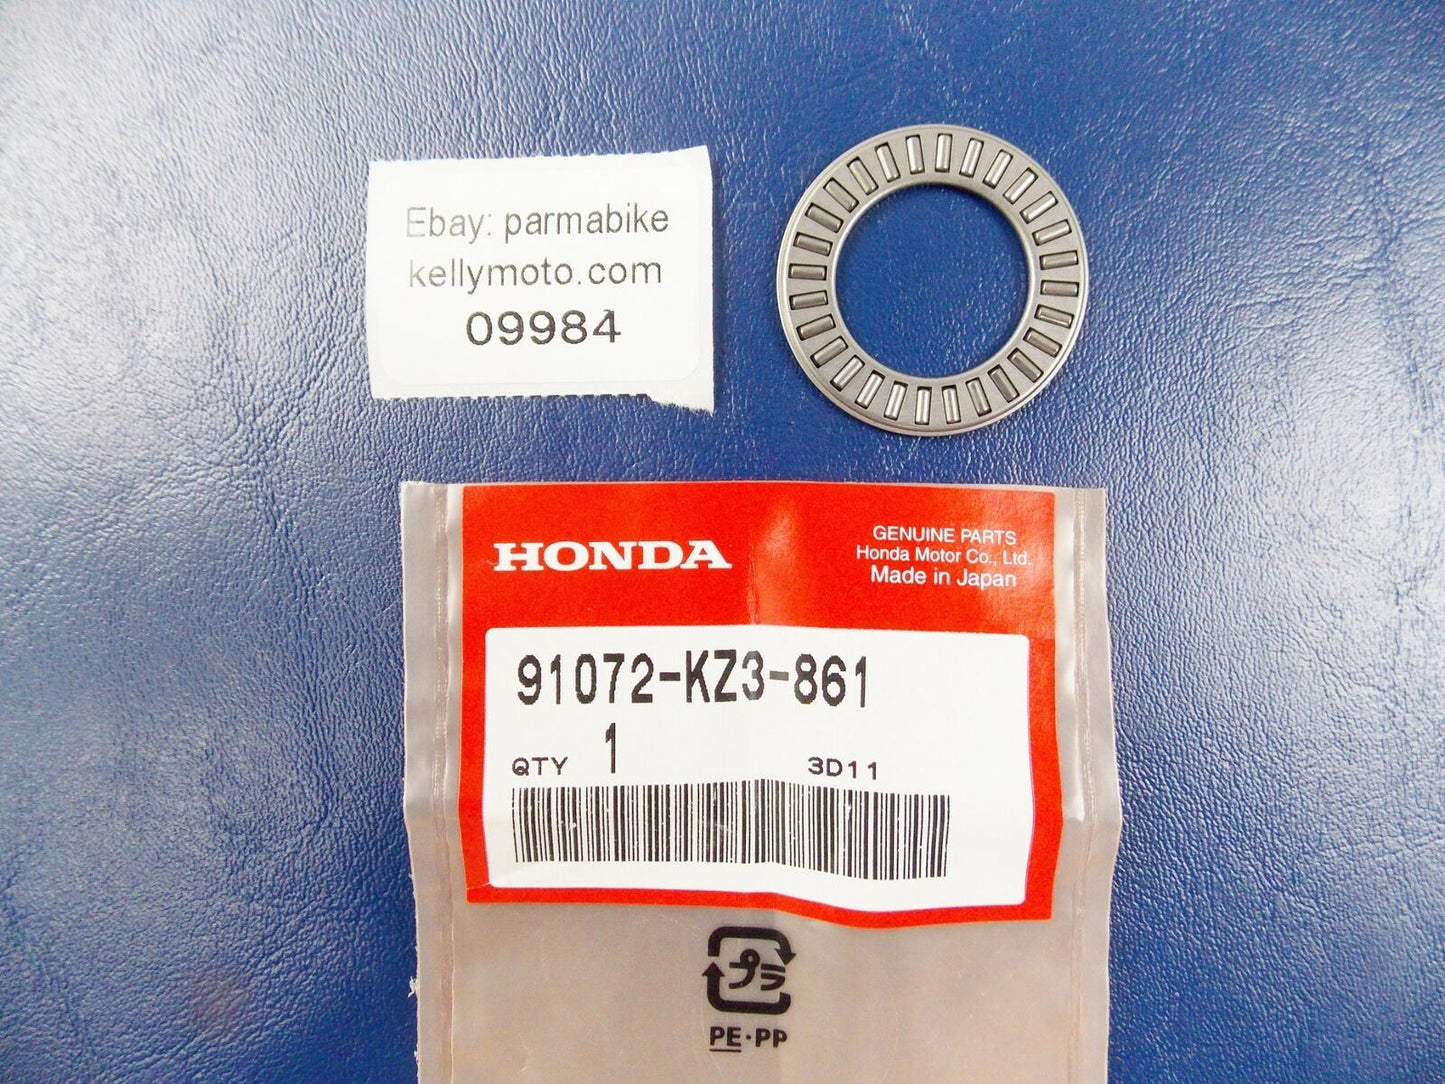 Ebay: parmabike
kellymoto.com
09984
HONDA
GENUINE PARTS
Honda Motor Co., Ltd.
Made in Japan
91072-KZ3-861
QTY 1 3D11
プラ
PE・PP